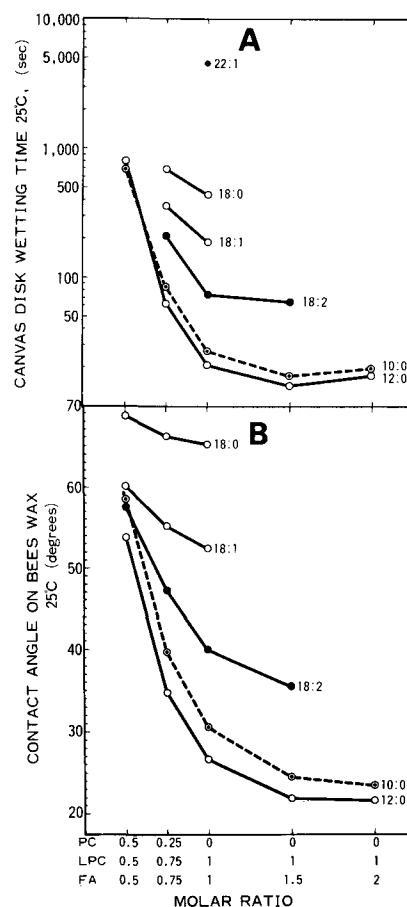 A
CANVAS DISK WETTING TIME 25°C, (sec)
10,000
5,000
1,000
500
100
50
22:1
18:0
18:1
18:2
10:0
12:0
B
CONTACT ANGLE ON BEES WAX
25°C (degrees)
70
60
50
40
30
20
18:0
18:1
18:2
10:0
12:0
PC 0.5 0.25 0 0 0
LPC 0.5 0.75 1 1 1
FA 0.5 0.75 1 1.5 2
MOLAR RATIO